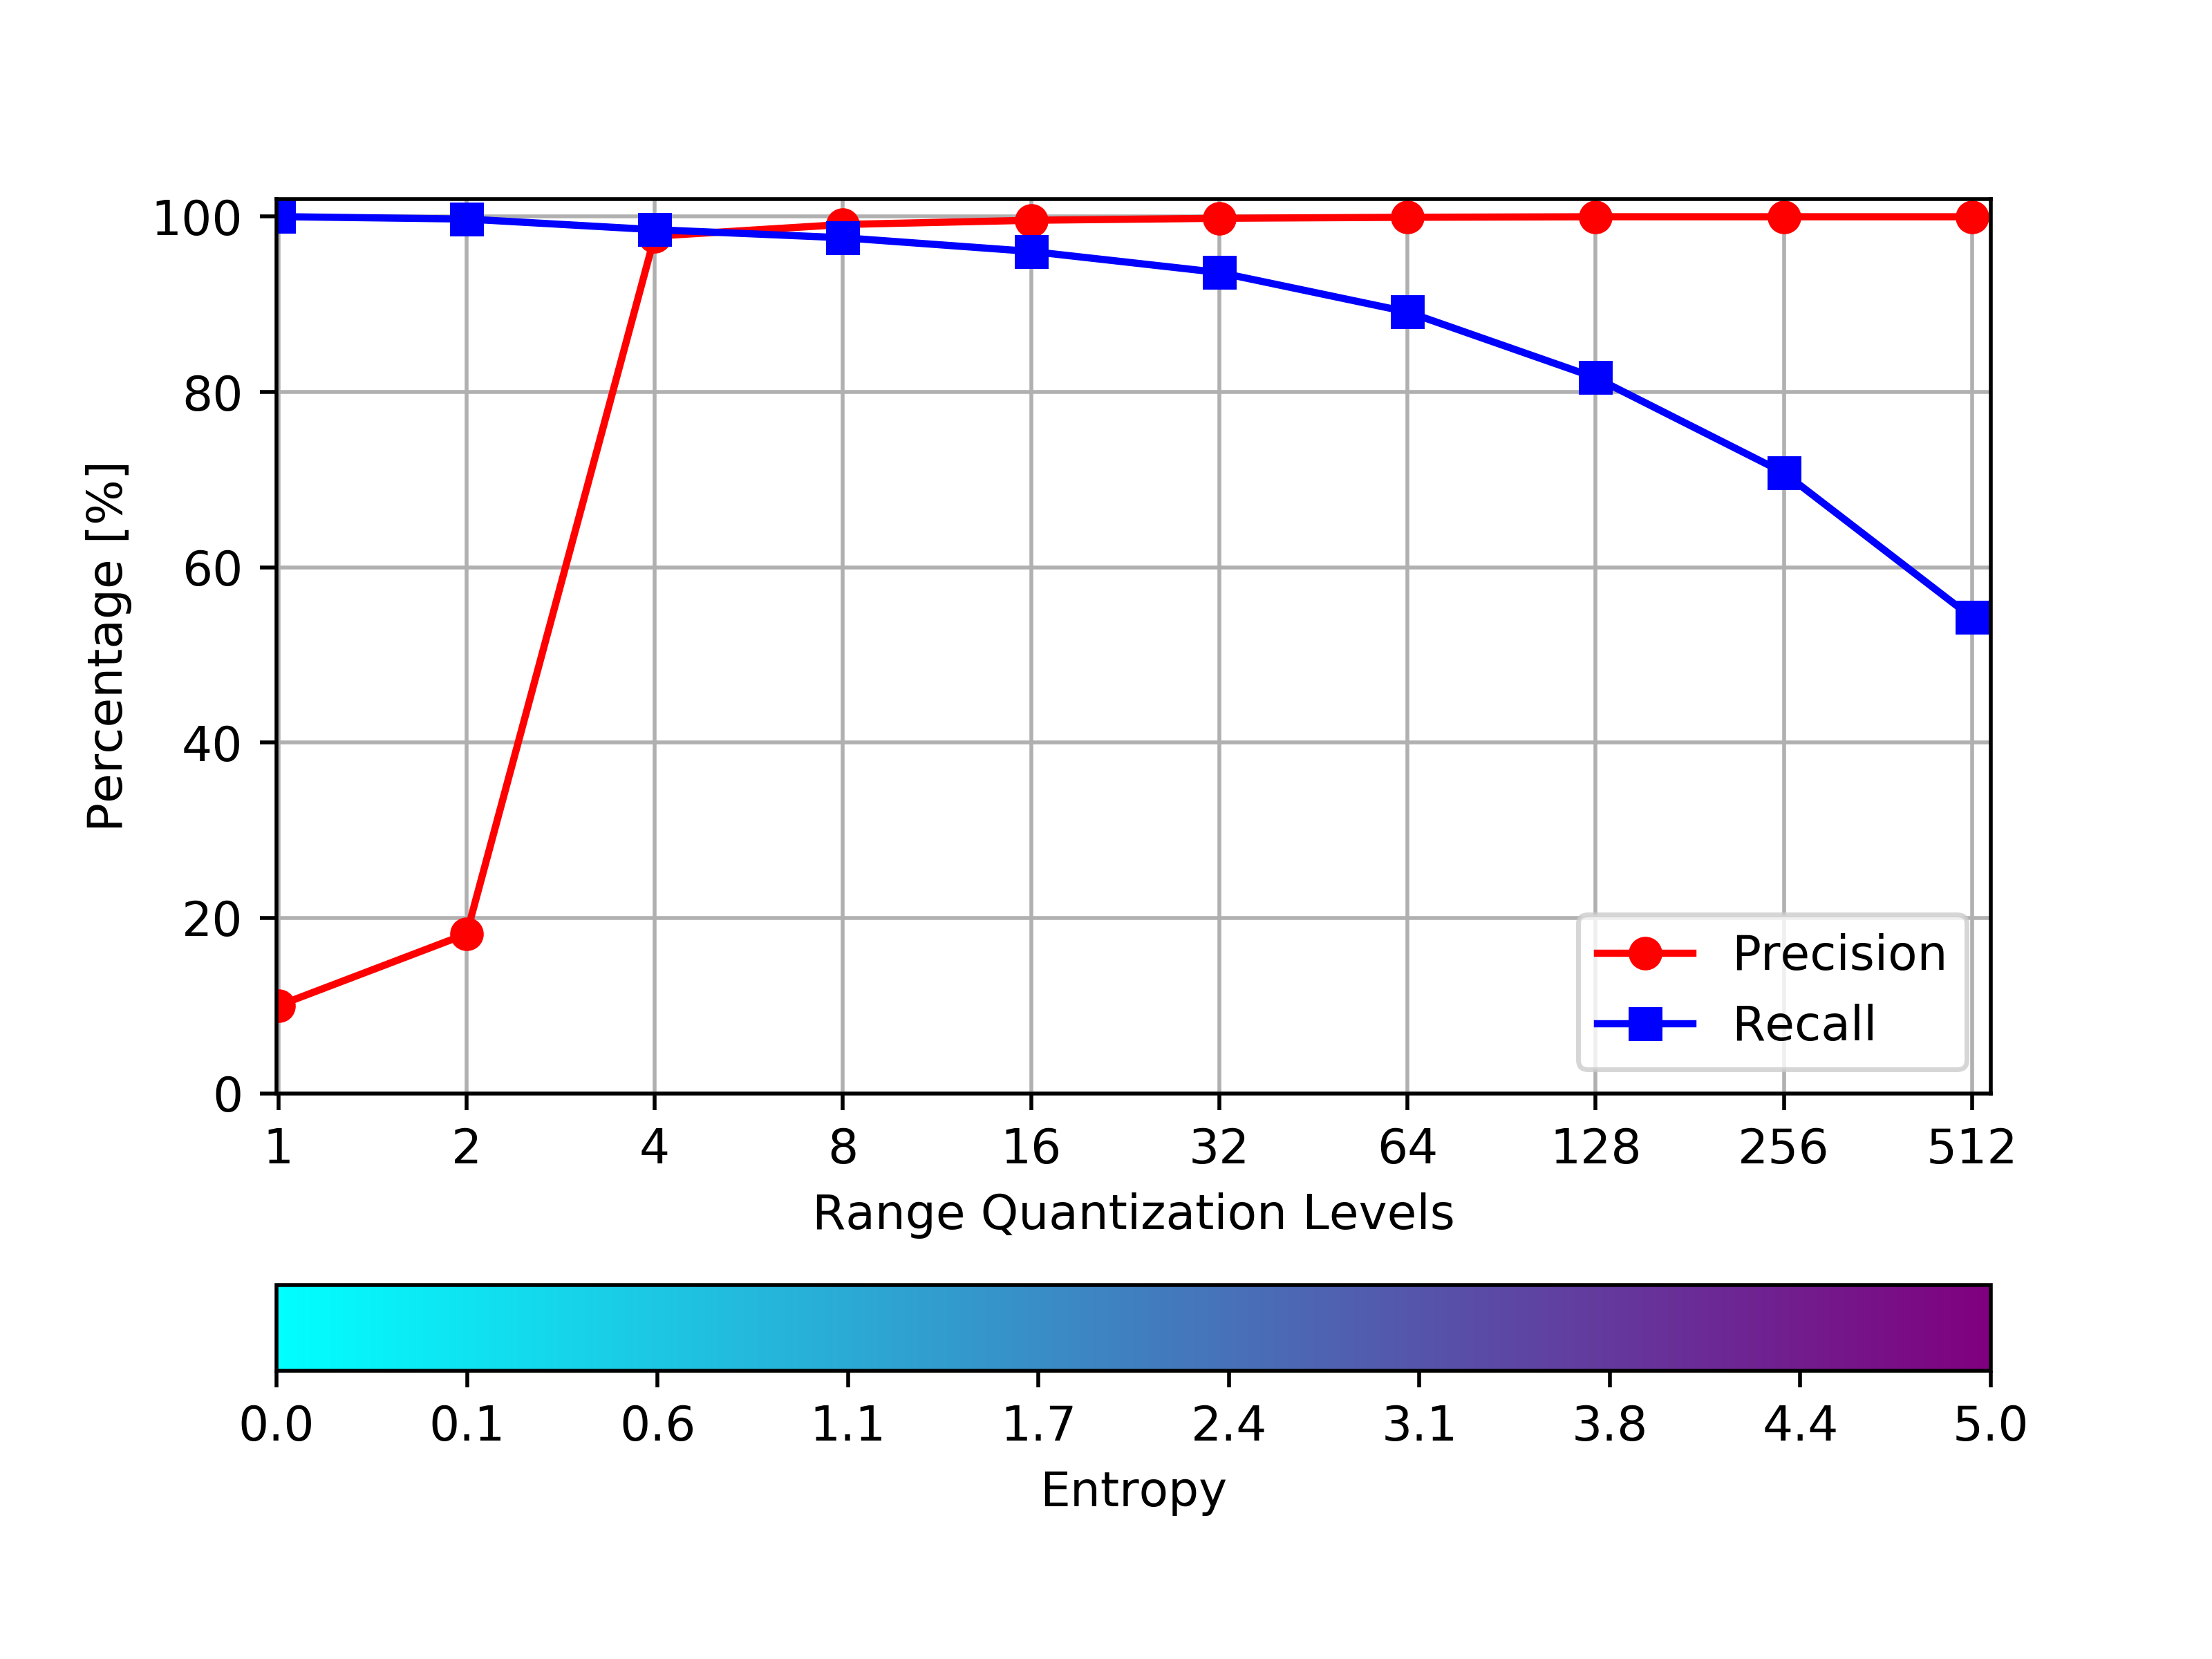 100
80
60
40
20
0
Percentage [%]
Precision
Recall
1 2 4 8 16 32 64 128 256 512
Range Quantization Levels
0.0 0.1 0.6 1.1 1.7 2.4 3.1 3.8 4.4 5.0
Entropy